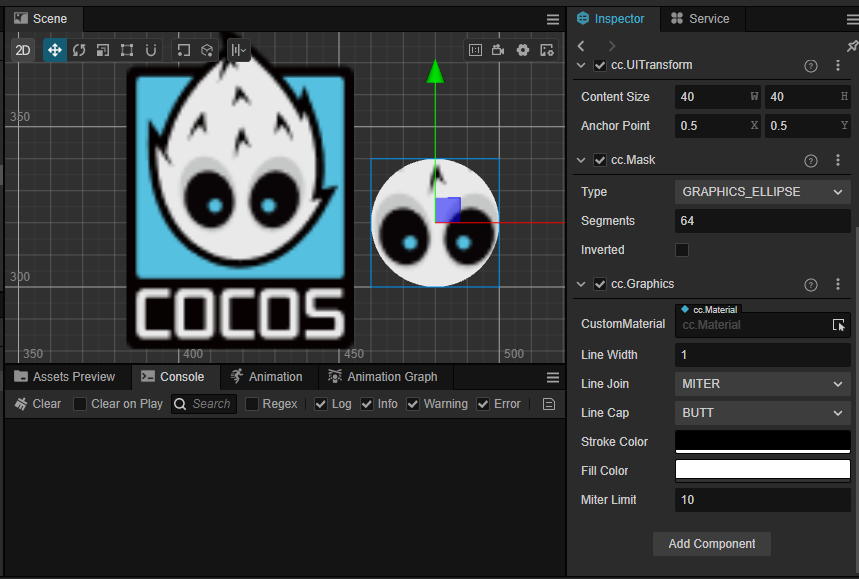 Scene
2D
350
300
350
400
450
500
COCOS
Assets Preview
Console
Animation
Animation Graph
Clear
Clear on Play
Search
Regex
Log
Info
Warning
Error
Inspector
Service
cc.UITransform
Content Size
40
W
40
H
Anchor Point
0.5
X
0.5
Y
cc.Mask
Type
GRAPHICS_ELLIPSE
Segments
64
Inverted
cc.Graphics
CustomMaterial
cc.Material
cc.Material
Line Width
1
Line Join
MITER
Line Cap
BUTT
Stroke Color
Fill Color
Miter Limit
10
Add Component